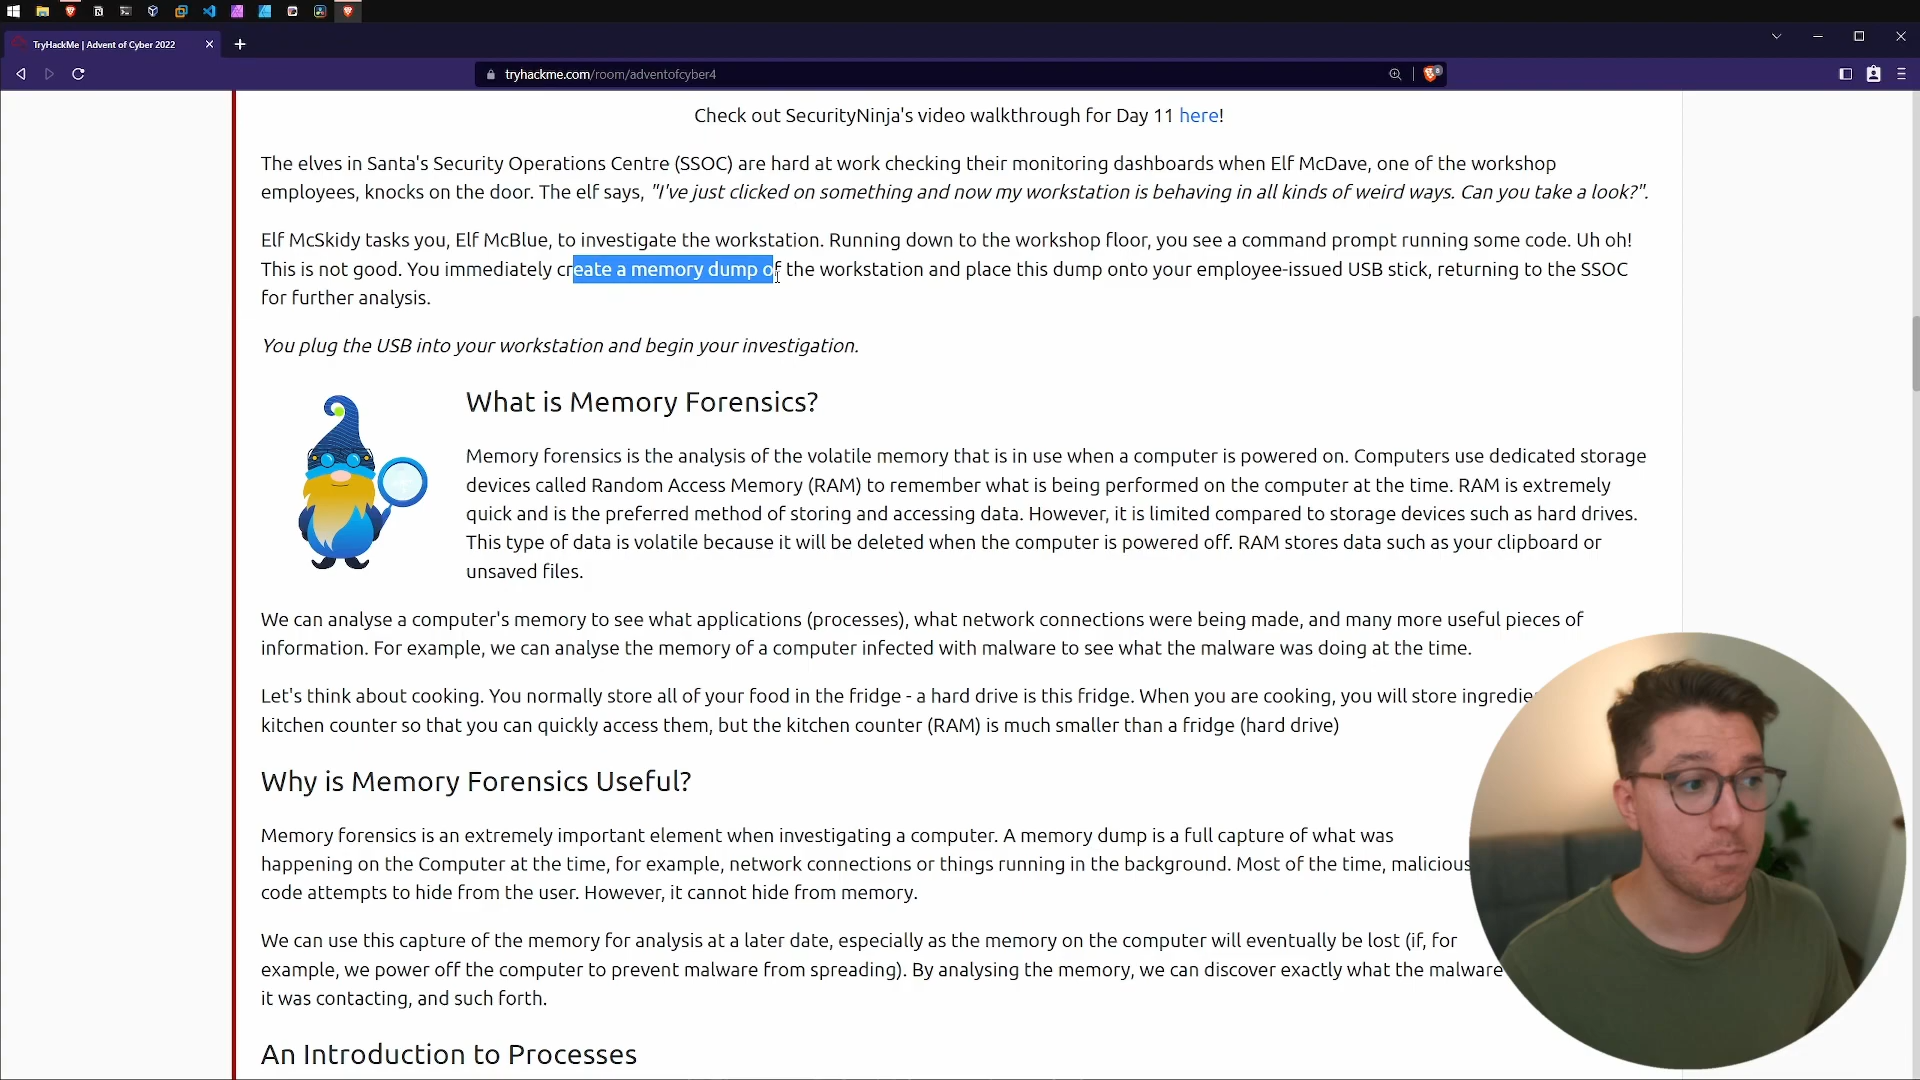 TryHackMe | Advent of Cyber 2022
tryhackme.com/room/adventofcyber4
Check out SecurityNinja's video walkthrough for Day 11 here!
The elves in Santa's Security Operations Centre (SSOC) are hard at work checking their monitoring dashboards when Elf McDave, one of the workshop
employees, knocks on the door. The elf says, "I've just clicked on something and now my workstation is behaving in all kinds of weird ways. Can you take a look?".
Elf McSkidy tasks you, Elf McBlue, to investigate the workstation. Running down to the workshop floor, you see a command prompt running some code. Uh oh!
This is not good. You immediately create a memory dump of the workstation and place this dump onto your employee-issued USB stick, returning to the SSOC
for further analysis.
You plug the USB into your workstation and begin your investigation.
What is Memory Forensics?
Memory forensics is the analysis of the volatile memory that is in use when a computer is powered on. Computers use dedicated storage
devices called Random Access Memory (RAM) to remember what is being performed on the computer at the time. RAM is extremely
quick and is the preferred method of storing and accessing data. However, it is limited compared to storage devices such as hard drives.
This type of data is volatile because it will be deleted when the computer is powered off. RAM stores data such as your clipboard or
unsaved files.
We can analyse a computer's memory to see what applications (processes), what network connections were being made, and many more useful pieces of
information. For example, we can analyse the memory of a computer infected with malware to see what the malware was doing at the time.
Let's think about cooking. You normally store all of your food in the fridge - a hard drive is this fridge. When you are cooking, you will store
kitchen counter so that you can quickly access them, but the kitchen counter (RAM) is much smaller than a fridge (hard drive)
Why is Memory Forensics Useful?
Memory forensics is an extremely important element when investigating a computer. A memory dump is a full capture of what was
happening on the Computer at the time, for example, network connections or things running in the background. Most of the time, malicious
code attempts to hide from the user. However, it cannot hide from memory.
We can use this capture of the memory for analysis at a later date, especially as the memory on the computer will eventually be lost (if, for
example, we power off the computer to prevent malware from spreading). By analysing the memory, we can discover exactly what the malware
it was contacting, and such forth.
An Introduction to Processes